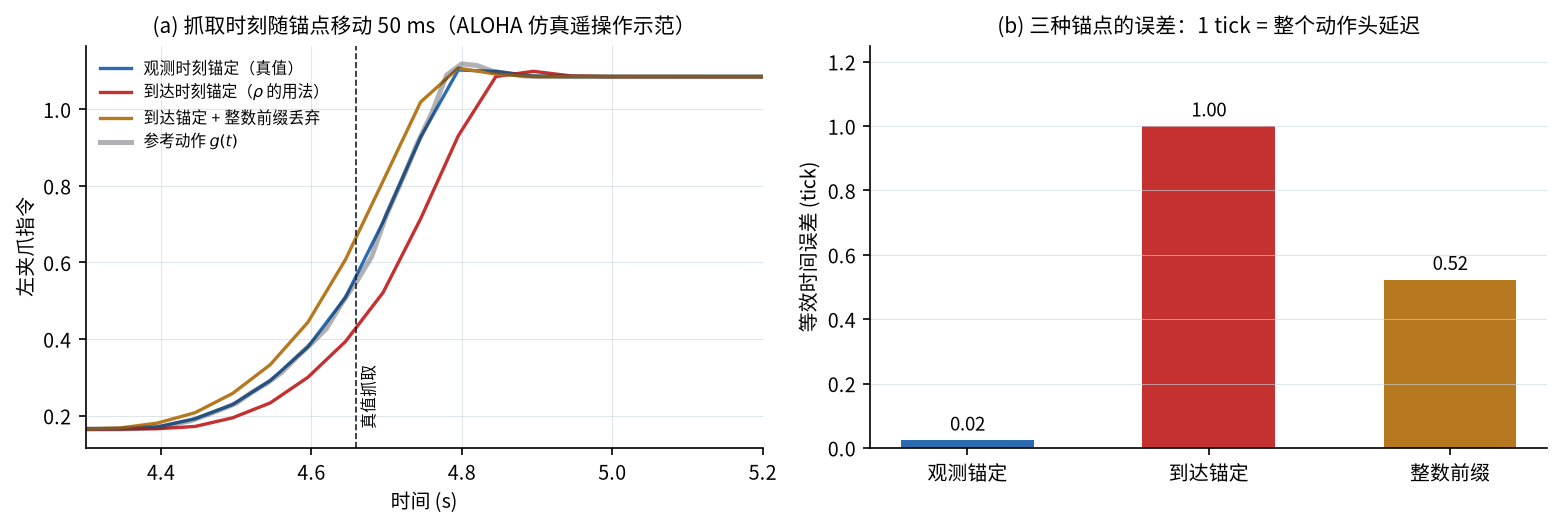 (a) 抓取时刻随锚点移动 50 ms（ALOHA 仿真遥操作示范）
观测时刻锚定（真值）
到达时刻锚定（ρ 的用法）
到达锚定 + 整数前缀丢弃
参考动作 g(t)
左夹爪指令
1.0
0.8
0.6
0.4
0.2
真值抓取
4.4
4.6
4.8
5.0
5.2
时间 (s)
(b) 三种锚点的误差：1 tick = 整个动作头延迟
等效时间误差 (tick)
1.2
1.0
0.8
0.6
0.4
0.2
0.0
0.02
1.00
0.52
观测锚定
到达锚定
整数前缀